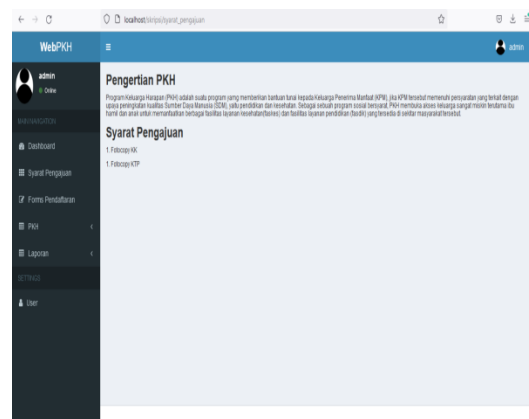 localhost/skripsi/syarat_pengajuan
WebPKH
admin
admin
Online
MAIN NAVIGATION
Dashboard
Syarat Pengajuan
Forms Pendaftaran
PKH
Laporan
SETTINGS
User
Pengertian PKH
Program Keluarga Harapan (PKH) adalah suatu program yamg memberikan bantuan tunai kepada Keluarga Penerima Manfaat (KPM), jika KPM tersebut memenuhi persyaratan yang terkait dengan
upaya peningkatan kualitas Sumber Daya Manusia (SDM), yaitu pendidikan dan kesehatan. Sebagai sebuah program sosial bersyarat, PKH membuka akses keluarga sangat miskin terutama ibu
hamil dan anak untuk memanfaatkan berbagai fasilitas layanan kesehatan(faskes) dan fasilitas layanan pendidikan (fasdik) yang tersedia di sekitar masyarakat tersebut.
Syarat Pengajuan
1. Fotocopy KK
1. Fotocopy KTP